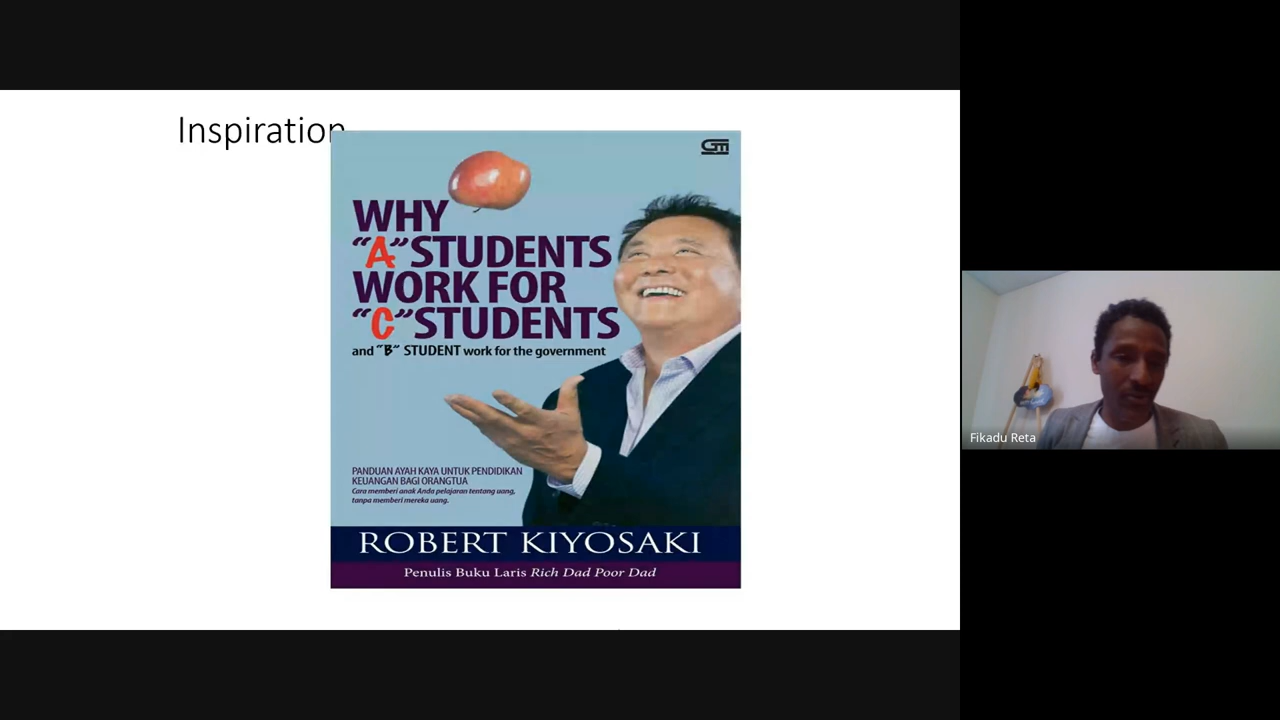 Inspiration
WHY
“A” STUDENTS
WORK FOR
“C” STUDENTS
and “B” STUDENT work for the government
PANDUAN AYAH KAYA UNTUK PENDIDIKAN
KEUANGAN BAGI ORANGTUA
Cara memberi anak Anda pelajaran tentang uang,
tanpa memberi mereka uang.
ROBERT KIYOSAKI
Penulis Buku Laris Rich Dad Poor Dad
Fikadu Reta